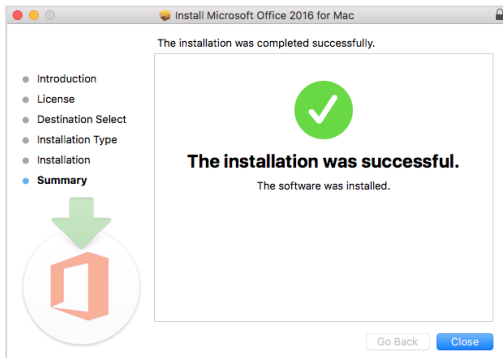 Install Microsoft Office 2016 for Mac
The installation was completed successfully.
Introduction
License
Destination Select
Installation Type
Installation
Summary
The installation was successful.
The software was installed.
Go Back
Close